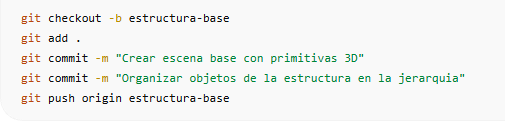 git checkout -b estructura-base
git add .
git commit -m "Crear escena base con primitivas 3D"
git commit -m "Organizar objetos de la estructura en la jerarquia"
git push origin estructura-base